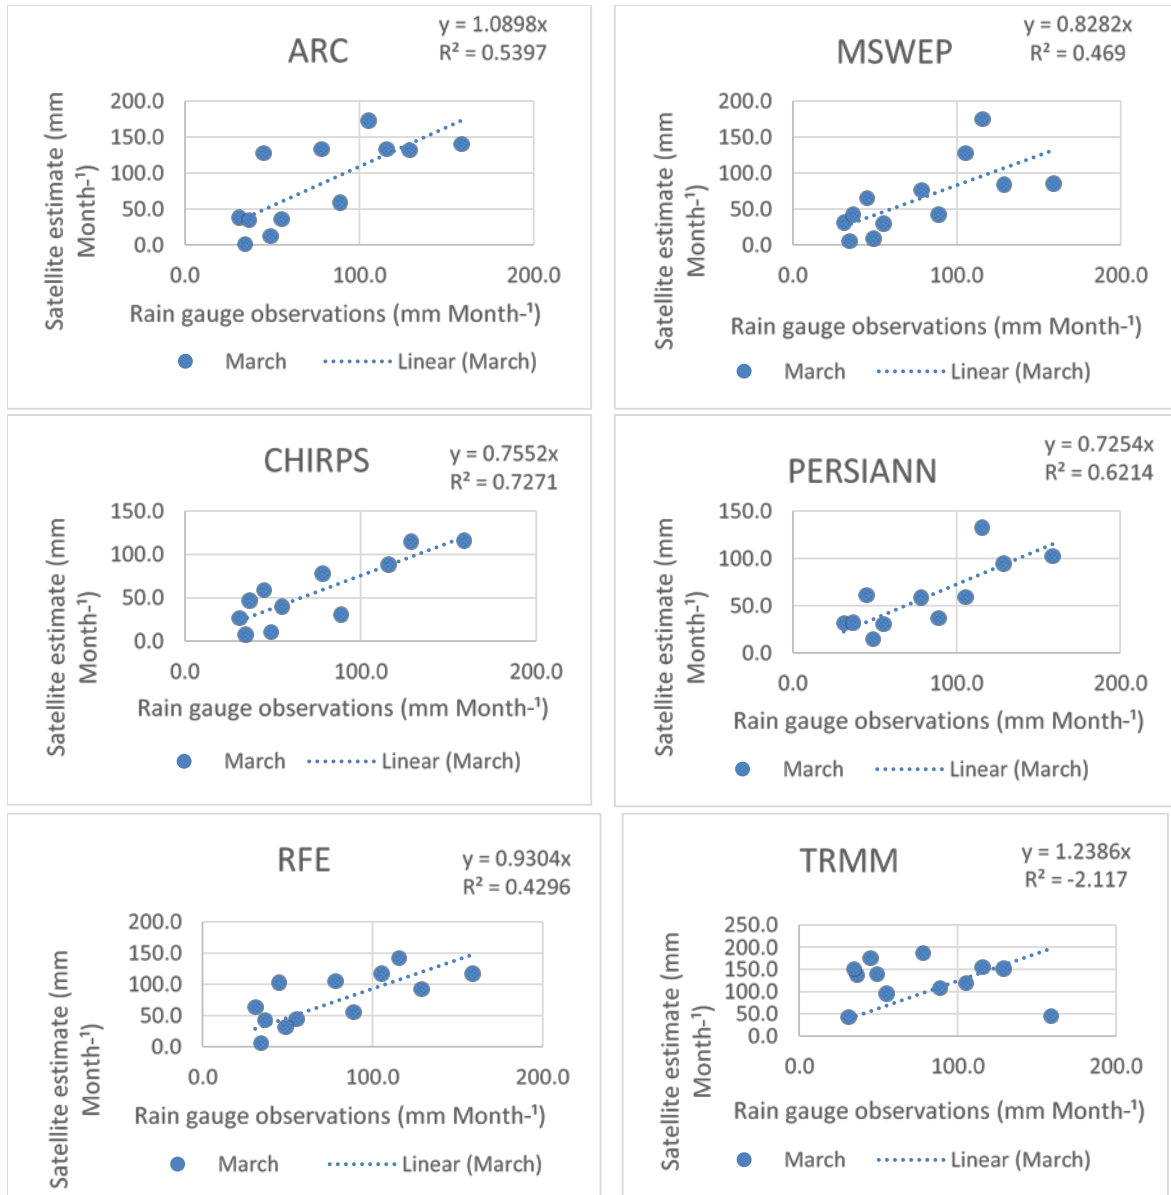 ARC
y = 1.0898x
R² = 0.5397
Satellite estimate (mm
Month-¹)
200.0
150.0
100.0
50.0
0.0
0.0 100.0 200.0
Rain gauge observations (mm Month-¹)
March Linear (March)
MSWEP
y = 0.8282x
R² = 0.469
Satellite estimate (mm
Month-¹)
200.0
150.0
100.0
50.0
0.0
0.0 100.0 200.0
Rain gauge observations (mm Month-¹)
March Linear (March)
CHIRPS
y = 0.7552x
R² = 0.7271
Satellite estimate (mm
Month-¹)
150.0
100.0
50.0
0.0
0.0 100.0 200.0
Rain gauge observations (mm Month-¹)
March Linear (March)
PERSIANN
y = 0.7254x
R² = 0.6214
Satellite estimate (mm
Month-¹)
150.0
100.0
50.0
0.0
0.0 100.0 200.0
Rain gauge observations (mm Month-¹)
March Linear (March)
RFE
y = 0.9304x
R² = 0.4296
Satellite estimate (mm
Month-¹)
200.0
150.0
100.0
50.0
0.0
0.0 100.0 200.0
Rain gauge observations (mm Month-¹)
March Linear (March)
TRMM
y = 1.2386x
R² = -2.117
Satellite estimate (mm
Month-¹)
250.0
200.0
150.0
100.0
50.0
0.0
0.0 100.0 200.0
Rain gauge observations (mm Month-¹)
March Linear (March)